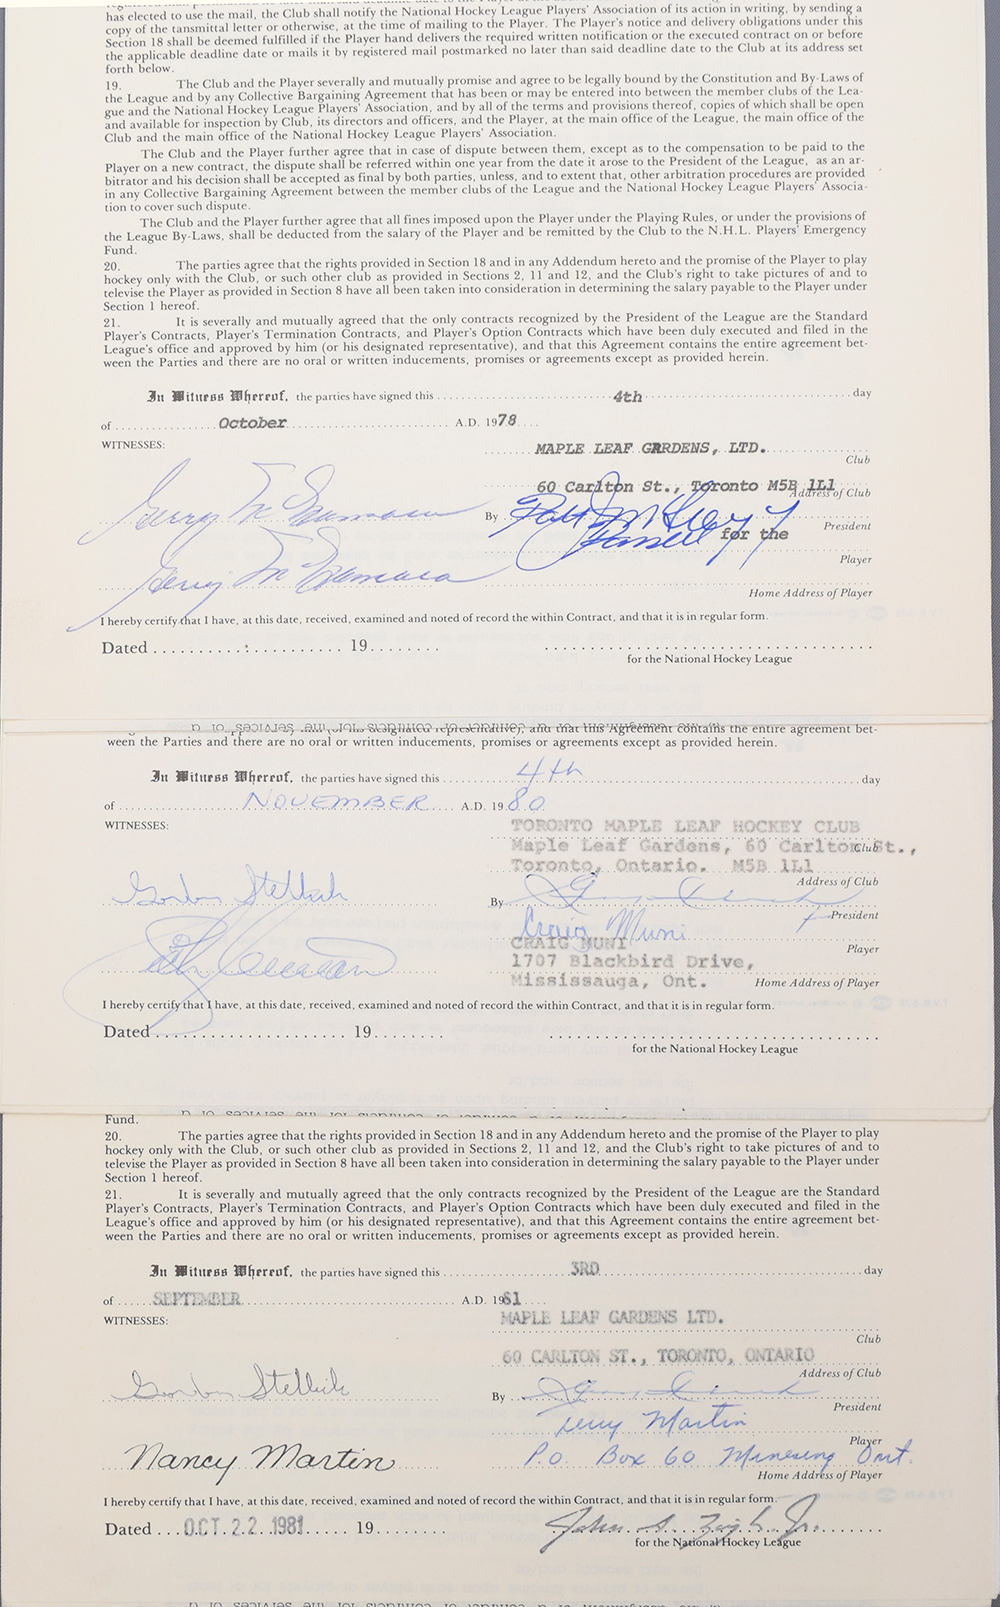 has elected to use the mail, the Club shall notify the National Hockey League Players' Association of its action in writing, by sending a
copy of the tansmittal letter or otherwise, at the time of mailing to the Player. The Player's notice and delivery obligations under this
Section 18 shall be deemed fulfilled if the Player hand delivers the required written notification or the executed contract on or before
the applicable deadline date or mails it by registered mail postmarked no later than said deadline date to the Club at its address set
forth below.
19. The Club and the Player severally and mutually promise and agree to be legally bound by the Constitution and By-Laws of
the League and by any Collective Bargaining Agreement that has been or may be entered into between the member clubs of the Lea-
gue and the National Hockey League Players' Association, and by all of the terms and provisions thereof, copies of which shall be open
and available for inspection by Club, its directors and officers, and the Player, at the main office of the League, the main office of the
Club and the main office of the National Hockey League Players' Association.
The Club and the Player further agree that in case of dispute between them, except as to the compensation to be paid to the
Player on a new contract, the dispute shall be referred within one year from the date it arose to the President of the League, as an ar-
bitrator and his decision shall be accepted as final by both parties, unless, and to extent that, other arbitration procedures are provided
in any Collective Bargaining Agreement between the member clubs of the League and the National Hockey League Players' Associa-
tion to cover such dispute.
The Club and the Player further agree that all fines imposed upon the Player under the Playing Rules, or under the provisions of
the League By-Laws, shall be deducted from the salary of the Player and be remitted by the Club to the N.H.L. Players' Emergency
Fund.
20. The parties agree that the rights provided in Section 18 and in any Addendum hereto and the promise of the Player to play
hockey only with the Club, or such other club as provided in Sections 2, 11 and 12, and the Club's right to take pictures of and to
televise the Player as provided in Section 8 have all been taken into consideration in determining the salary payable to the Player under
Section 1 hereof.
21. It is severally and mutually agreed that the only contracts recognized by the President of the League are the Standard
Player's Contracts, Player's Termination Contracts, and Player's Option Contracts which have been duly executed and filed in the
League's office and approved by him (or his designated representative), and that this Agreement contains the entire agreement bet-
ween the Parties and there are no oral or written inducements, promises or agreements except as provided herein.
In Witness Whereof, the parties have signed this 4th day
of October A.D. 1978
WITNESSES:
MAPLE LEAF GARDENS, LTD.
Club
60 Carlton St., Toronto M5B 1L1
Address of Club
Gerry McNamara
By
President
for the
Player
Gerry McNamara
Home Address of Player
I hereby certify that I have, at this date, received, examined and noted of record the within Contract, and that it is in regular form.
Dated 19
for the National Hockey League
and that this Agreement contains the entire agreement bet-
ween the Parties and there are no oral or written inducements, promises or agreements except as provided herein.
In Witness Whereof, the parties have signed this 4th day
of NOVEMBER A.D. 1980
WITNESSES:
TORONTO MAPLE LEAF HOCKEY CLUB
Maple Leaf Gardens, 60 Carlton St.,
Club
Toronto, Ontario. M5B 1L1
Address of Club
Gordon Stellick
By
President
Craig Muni
CRAIG MUNI
Player
1707 Blackbird Drive,
Mississauga, Ont.
Home Address of Player
I hereby certify that I have, at this date, received, examined and noted of record the within Contract, and that it is in regular form.
Dated 19
for the National Hockey League
Fund.
20. The parties agree that the rights provided in Section 18 and in any Addendum hereto and the promise of the Player to play
hockey only with the Club, or such other club as provided in Sections 2, 11 and 12, and the Club's right to take pictures of and to
televise the Player as provided in Section 8 have all been taken into consideration in determining the salary payable to the Player under
Section 1 hereof.
21. It is severally and mutually agreed that the only contracts recognized by the President of the League are the Standard
Player's Contracts, Player's Termination Contracts, and Player's Option Contracts which have been duly executed and filed in the
League's office and approved by him (or his designated representative), and that this Agreement contains the entire agreement bet-
ween the Parties and there are no oral or written inducements, promises or agreements except as provided herein.
In Witness Whereof, the parties have signed this 3RD day
of SEPTEMBER A.D. 1981
WITNESSES:
MAPLE LEAF GARDENS LTD.
Club
60 CARLTON ST., TORONTO, ONTARIO
Address of Club
Gordon Stellick
By
President
Terry Martin
Player
Nancy Martin
P.O. Box 60 Minesing Ont.
Home Address of Player
I hereby certify that I have, at this date, received, examined and noted of record the within Contract, and that it is in regular form.
Dated OCT. 22 1981 19
for the National Hockey League